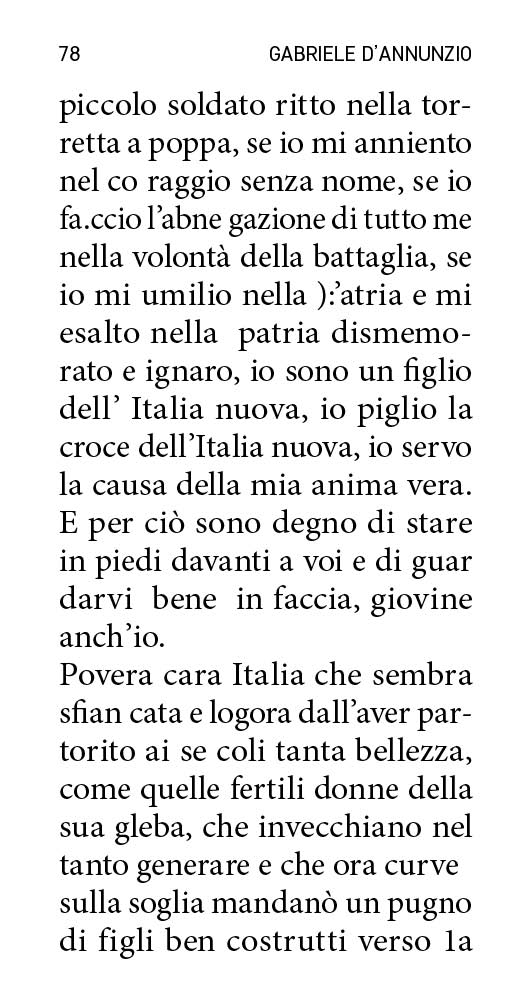 78 GABRIELE D’ANNUNZIO
piccolo soldato ritto nella tor-
retta a poppa, se io mi anniento
nel co raggio senza nome, se io
fa.ccio l’abne gazione di tutto me
nella volontà della battaglia, se
io mi umilio nella ):’atria e mi
esalto nella patria dismemo-
rato e ignaro, io sono un figlio
dell’ Italia nuova, io piglio la
croce dell’Italia nuova, io servo
la causa della mia anima vera.
E per ciò sono degno di stare
in piedi davanti a voi e di guar
darvi bene in faccia, giovine
anch’io.
Povera cara Italia che sembra
sfian cata e logora dall’aver par-
torito ai se coli tanta bellezza,
come quelle fertili donne della
sua gleba, che invecchiano nel
tanto generare e che ora curve
sulla soglia mandanò un pugno
di figli ben costrutti verso 1a